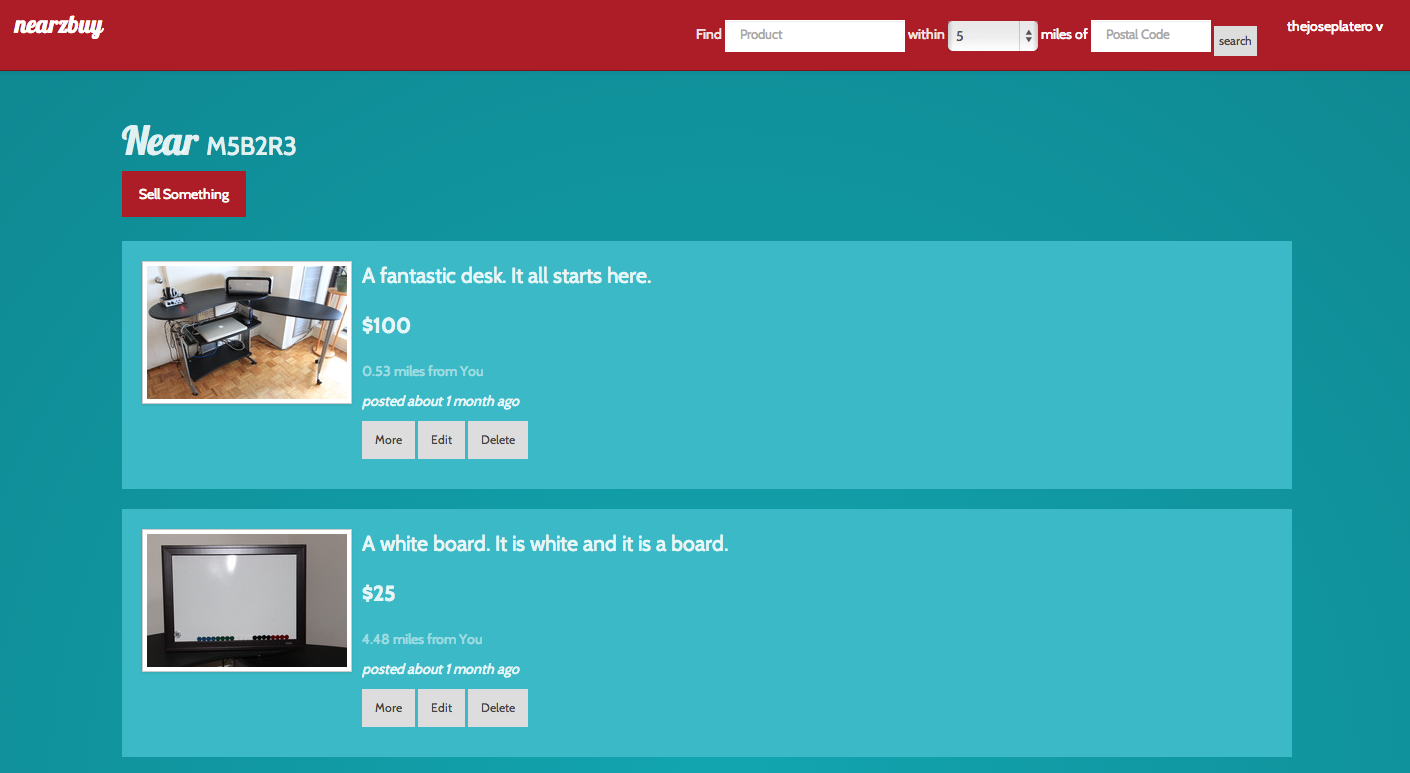 nearzbuy
Find Product within 5 miles of Postal Code search thejoseplatero v
Near M5B2R3
Sell Something
A fantastic desk. It all starts here.
$100
0.53 miles from You
posted about 1 month ago
More Edit Delete
A white board. It is white and it is a board.
$25
4.48 miles from You
posted about 1 month ago
More Edit Delete